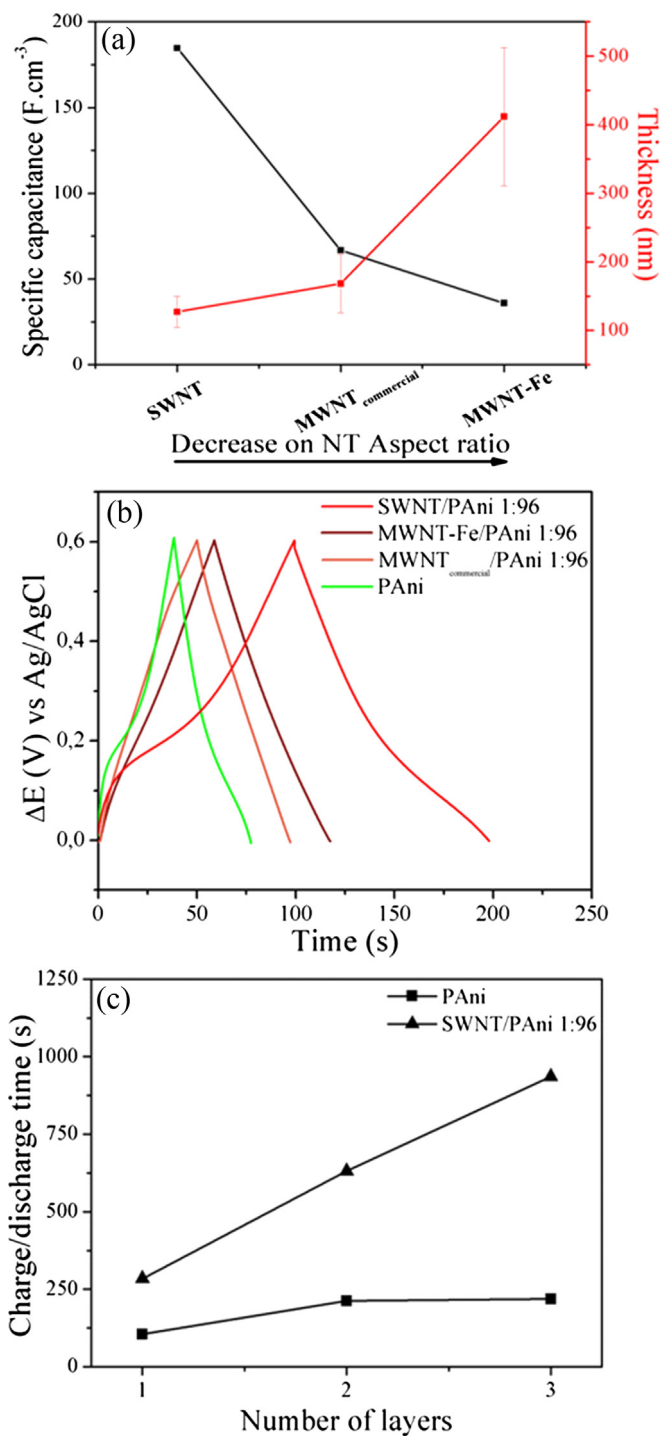 (a)
200
150
100
50
0
Specific capacitance (F.cm⁻³)
500
400
300
200
100
Thickness (nm)
SWNT
MWNT commercial
MWNT-Fe
Decrease on NT Aspect ratio
(b)
SWNT/PAni 1:96
MWNT-Fe/PAni 1:96
MWNT commercial/PAni 1:96
PAni
0,6
0,4
0,2
0,0
ΔE (V) vs Ag/AgCl
0 50 100 150 200 250
Time (s)
(c)
PAni
SWNT/PAni 1:96
1250
1000
750
500
250
0
Charge/discharge time (s)
1 2 3
Number of layers